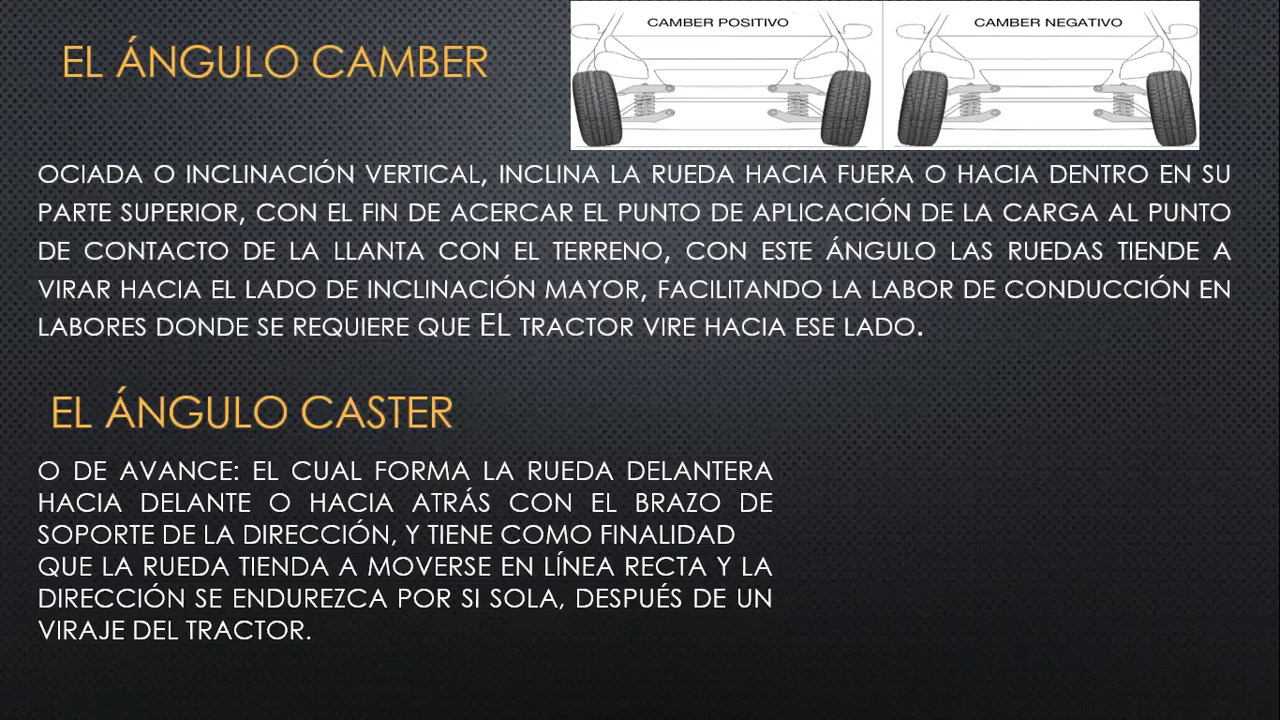 CAMBER POSITIVO
CAMBER NEGATIVO
EL ÁNGULO CAMBER
OCIADA O INCLINACIÓN VERTICAL, INCLINA LA RUEDA HACIA FUERA O HACIA DENTRO EN SU
PARTE SUPERIOR, CON EL FIN DE ACERCAR EL PUNTO DE APLICACIÓN DE LA CARGA AL PUNTO
DE CONTACTO DE LA LLANTA CON EL TERRENO, CON ESTE ÁNGULO LAS RUEDAS TIENDE A
VIRAR HACIA EL LADO DE INCLINACIÓN MAYOR, FACILITANDO LA LABOR DE CONDUCCIÓN EN
LABORES DONDE SE REQUIERE QUE EL TRACTOR VIRE HACIA ESE LADO.
EL ÁNGULO CASTER
O DE AVANCE: EL CUAL FORMA LA RUEDA DELANTERA
HACIA DELANTE O HACIA ATRÁS CON EL BRAZO DE
SOPORTE DE LA DIRECCIÓN, Y TIENE COMO FINALIDAD
QUE LA RUEDA TIENDA A MOVERSE EN LÍNEA RECTA Y LA
DIRECCIÓN SE ENDUREZCA POR SI SOLA, DESPUÉS DE UN
VIRAJE DEL TRACTOR.